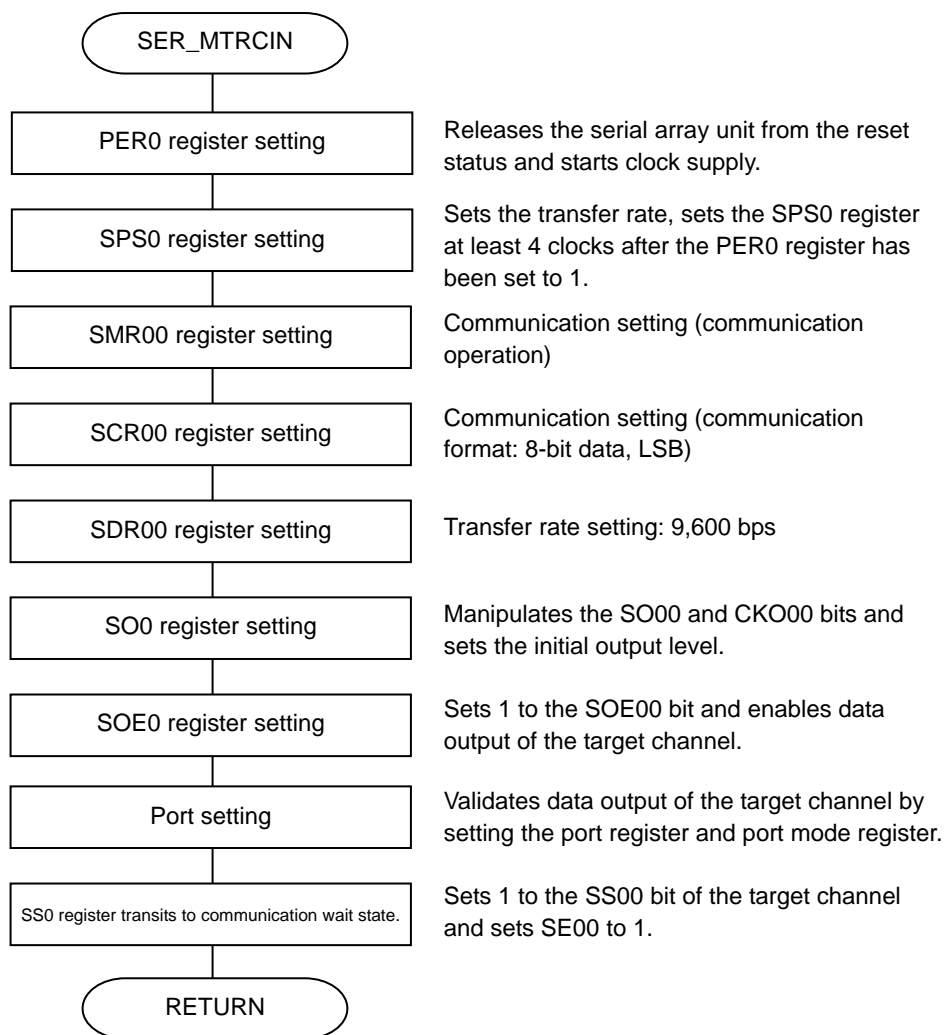 SER_MTRCIN
PER0 register setting
Releases the serial array unit from the reset
status and starts clock supply.
SPS0 register setting
Sets the transfer rate, sets the SPS0 register
at least 4 clocks after the PER0 register has
been set to 1.
SMR00 register setting
Communication setting (communication
operation)
SCR00 register setting
Communication setting (communication
format: 8-bit data, LSB)
SDR00 register setting
Transfer rate setting: 9,600 bps
SO0 register setting
Manipulates the SO00 and CKO00 bits and
sets the initial output level.
SOE0 register setting
Sets 1 to the SOE00 bit and enables data
output of the target channel.
Port setting
Validates data output of the target channel by
setting the port register and port mode register.
SS0 register transits to communication wait state.
Sets 1 to the SS00 bit of the target channel
and sets SE00 to 1.
RETURN